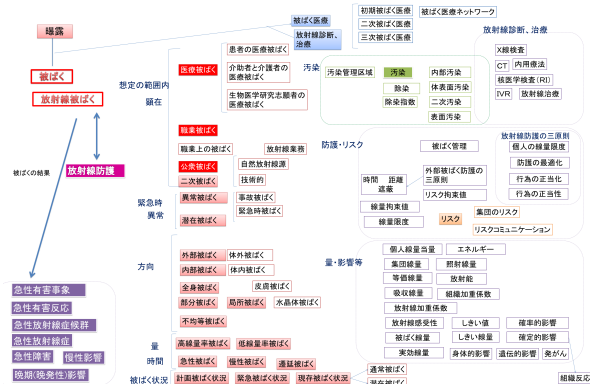 曝露
被ばく
放射線被ばく
放射線防護
被ばくの結果
急性有害事象
急性有害反応
急性放射線症候群
急性放射線症
急性障害
慢性影響
晩期(晩発性)影響
被ばく医療
放射線診断、
治療
初期被ばく医療
二次被ばく医療
三次被ばく医療
被ばく医療ネットワーク
放射線診断、治療
X線検査
CT
内用療法
核医学検査(RI)
IVR
放射線治療
想定の範囲内
顕在
医療被ばく
患者の医療被ばく
介助者と介護者の
医療被ばく
生物医学研究志願者の
医療被ばく
職業被ばく
職業上の被ばく
放射線業務
公衆被ばく
自然放射線源
二次被ばく
技術的
緊急時
異常
異常被ばく
事故被ばく
緊急時被ばく
潜在被ばく
方向
外部被ばく
体外被ばく
内部被ばく
体内被ばく
全身被ばく
皮膚被ばく
部分被ばく
局所被ばく
水晶体被ばく
不均等被ばく
量
高線量率被ばく
低線量率被ばく
時間
急性被ばく
慢性被ばく
遷延被ばく
被ばく状況
計画被ばく状況
緊急被ばく状況
現存被ばく状況
通常被ばく
潜在被ばく
汚染
汚染管理区域
汚染
内部汚染
除染
体表面汚染
除染指数
二次汚染
表面汚染
防護・リスク
被ばく管理
放射線防護の三原則
個人の線量限度
防護の最適化
行為の正当化
行為の正当性
時間 距離
遮蔽
外部被ばく防護の
三原則
リスク拘束値
線量拘束値
線量限度
リスク
集団のリスク
リスクコミュニケーション
量・影響等
個人線量当量
エネルギー
集団線量
照射線量
等価線量
放射能
吸収線量
組織加重係数
放射線加重係数
放射線感受性
しきい値
確率的影響
被ばく線量
しきい線量
確定的影響
実効線量
身体的影響
遺伝的影響
発がん
組織反応